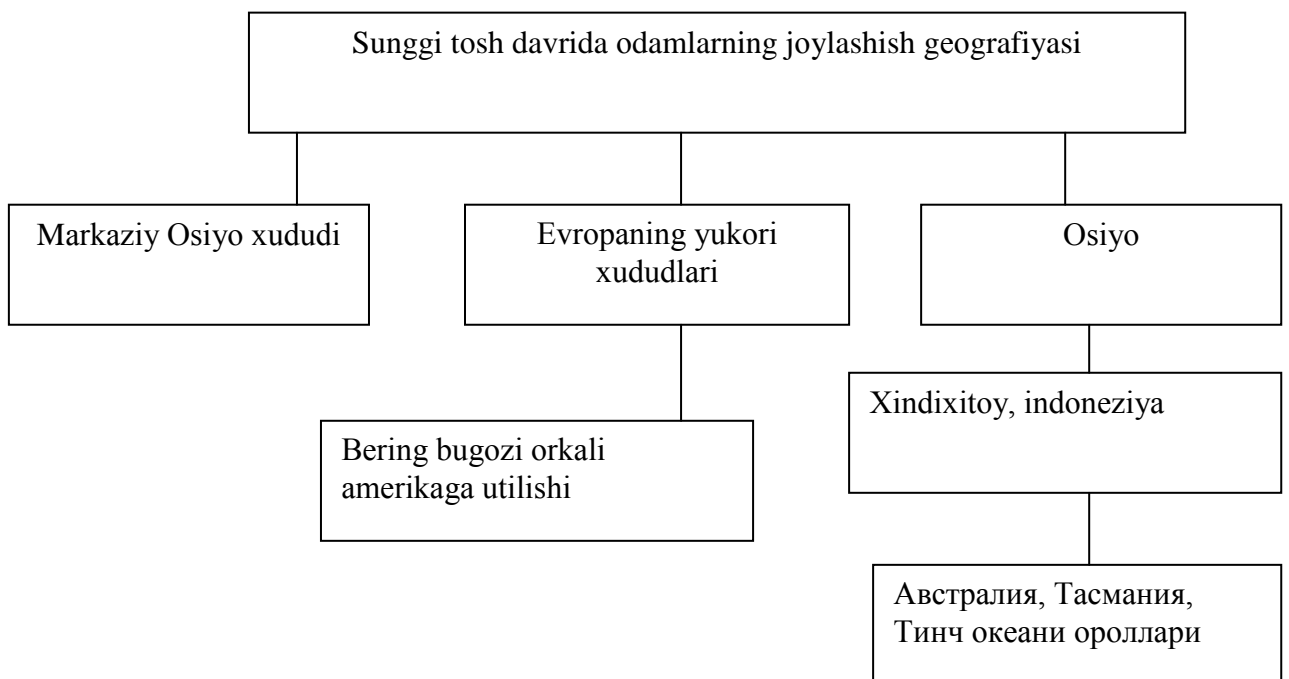 Sunggi tosh davrida odamlarning joylashish geografiyasi
Markaziy Osiyo xududi
Evropaning yukori
xududlari
Osiyo
Xindixitoy, indoneziya
Bering bugozi orkali
amerikaga utilishi
Австралия, Тасмания,
Тинч океани ороллари